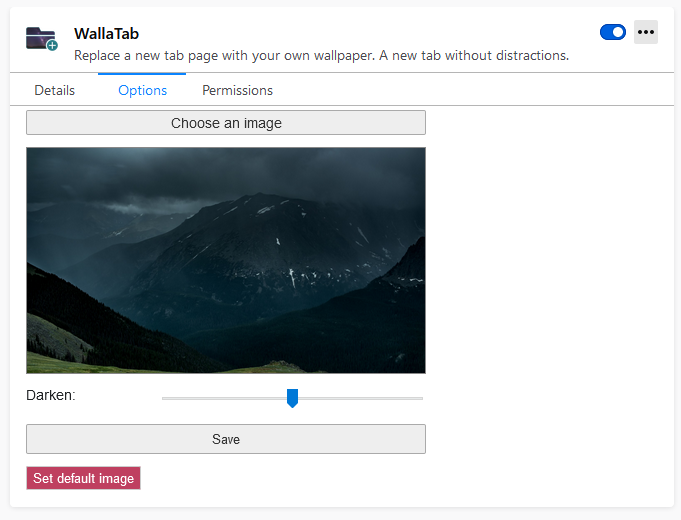 WallaTab
Replace a new tab page with your own wallpaper. A new tab without distractions.
Details
Options
Permissions
Choose an image
Darken:
Save
Set default image